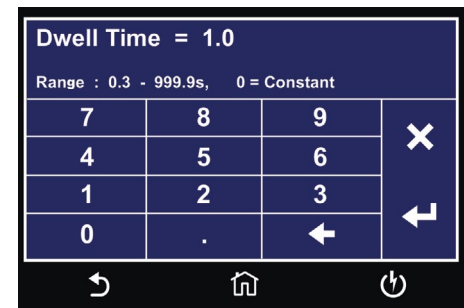 Dwell Time = 1.0
Range : 0.3 - 999.9s, 0 = Constant
7 8 9
4 5 6
1 2 3
0 .